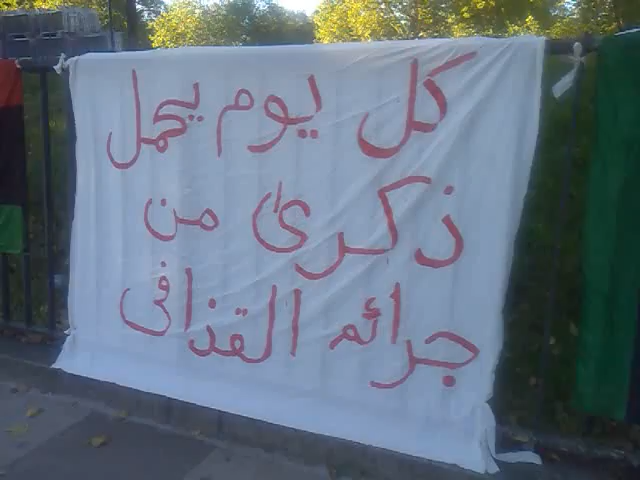 كل يوم يحمل
ذكرىٰ من
جرائم القذافى